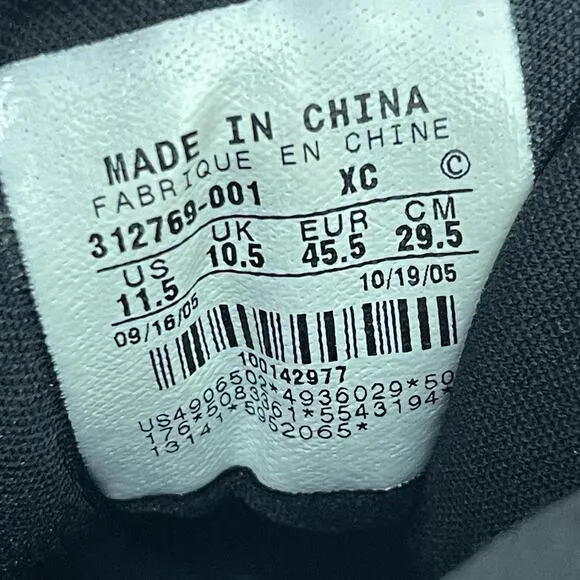 MADE IN CHINA
FABRIQUE EN CHINE
312769-001 XC ©
US UK EUR CM
11.5 10.5 45.5 29.5
09/16/05 10/19/05
100142977
US4906502*4936029*50
176*5083361*5543194*
13141* 5952065*